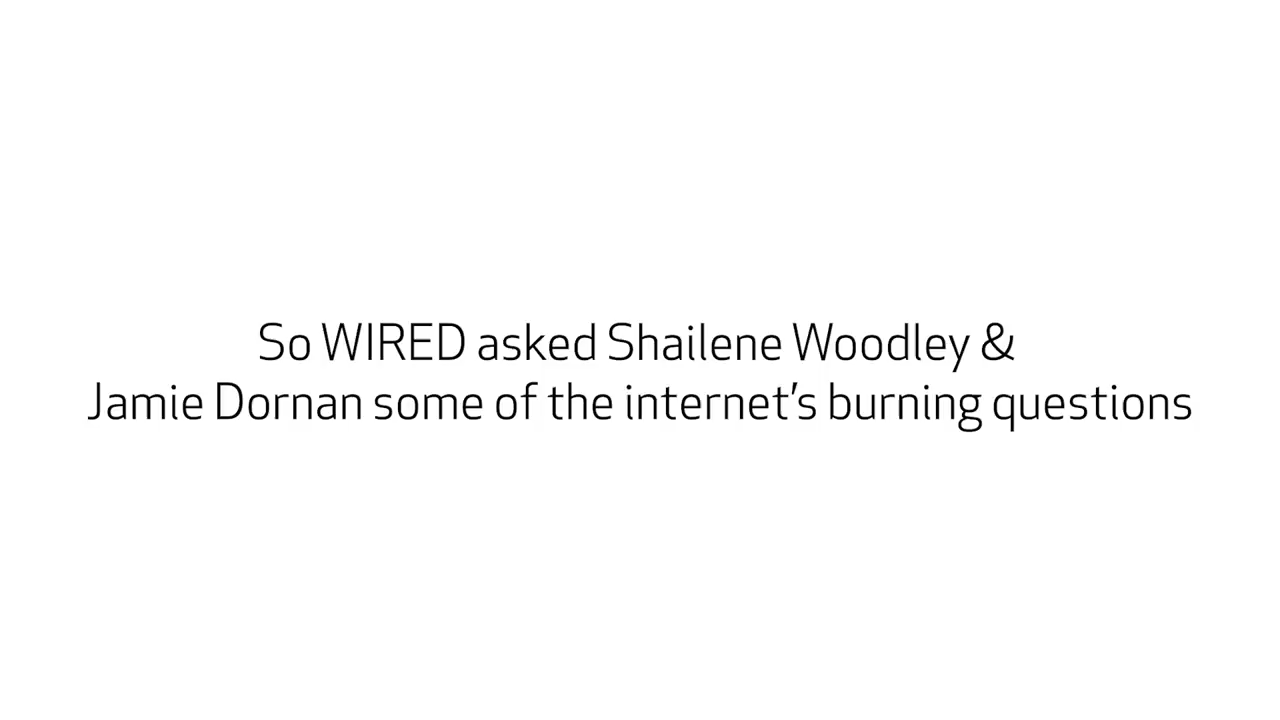 So WIRED asked Shailene Woodley &
Jamie Dornan some of the internet’s burning questions